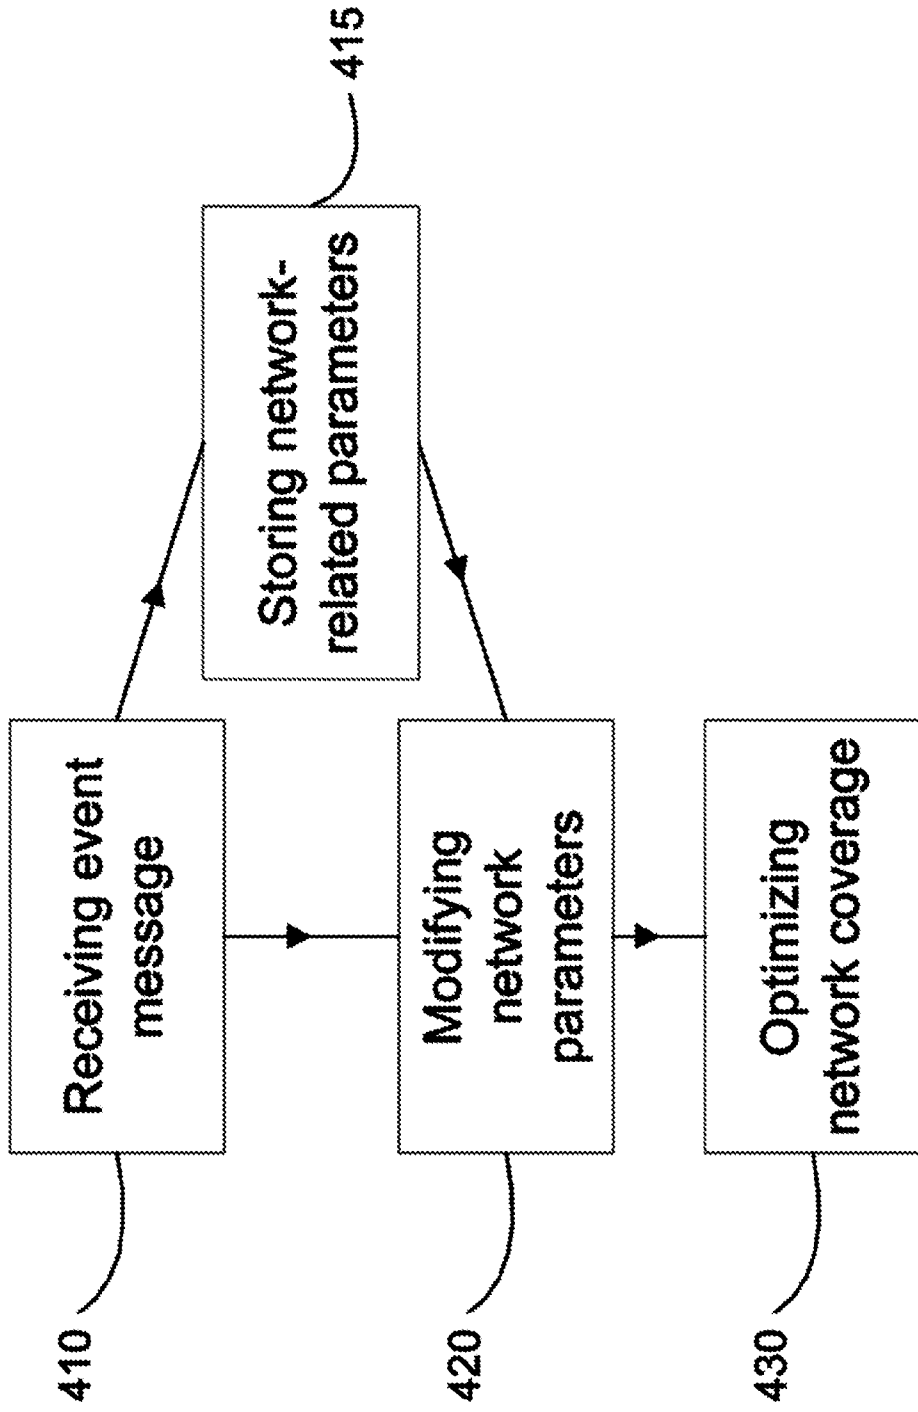 410
Receiving event
message
Storing network-
related parameters
415
420
Modifying
network
parameters
430
Optimizing
network coverage